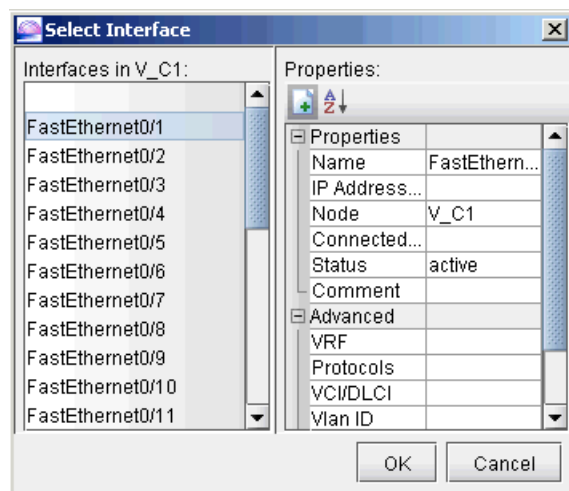 Select Interface
Interfaces in V_C1:
FastEthernet0/1
FastEthernet0/2
FastEthernet0/3
FastEthernet0/4
FastEthernet0/5
FastEthernet0/6
FastEthernet0/7
FastEthernet0/8
FastEthernet0/9
FastEthernet0/10
FastEthernet0/11
Properties:
A Z
Properties
Name FastEthern...
IP Address...
Node V_C1
Connected...
Status active
Comment
Advanced
VRF
Protocols
VCI/DLCI
Vlan ID
OK Cancel